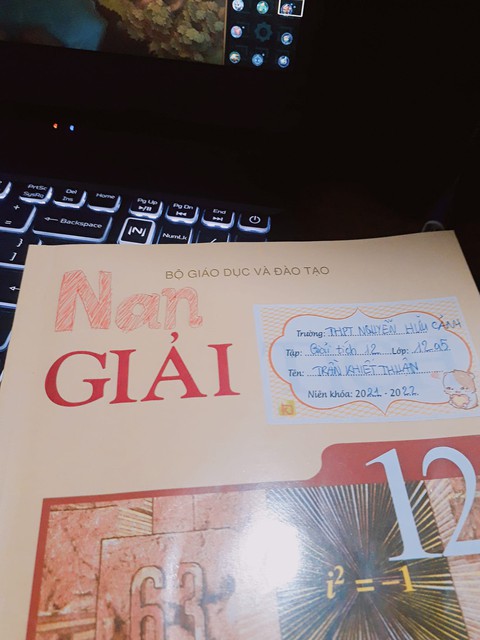 PrtSc
SysRq
Del
Ins
Home
Pg Up
Pg Dn
End
Backspace
NumLk
BỘ GIÁO DỤC VÀ ĐÀO TẠO
Nan
GIẢI
Trường: THPT NGUYỄN HỮU CẢNH
Tập: Giải tích 12 Lớp: 12a5
Tên: TRẦN KHIẾT THUẬN
Niên khóa: 2021 - 2022
12
63
i² = -1